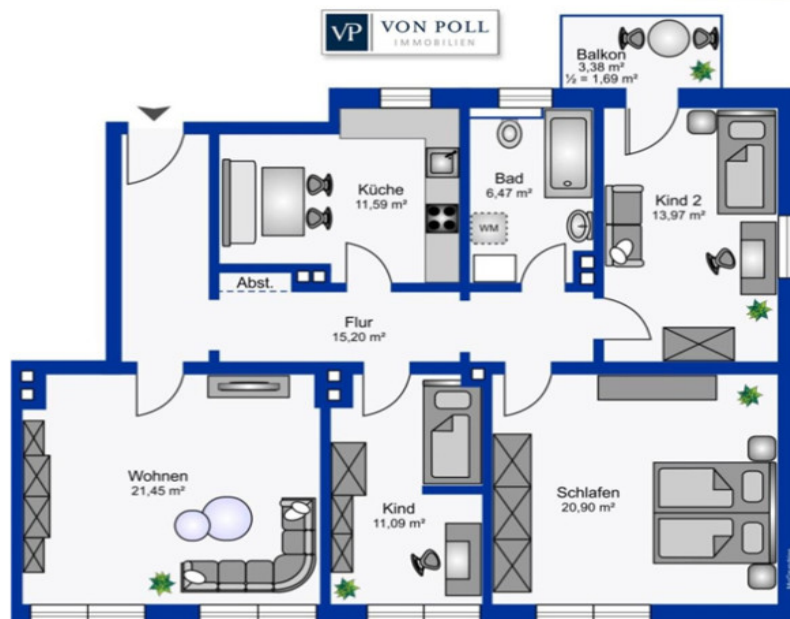 VP VON POLL
IMMOBILIEN
Balkon
3,38 m²
½ = 1,69 m²
Küche
11,59 m²
Bad
6,47 m²
WM
Kind 2
13,97 m²
Abst.
Flur
15,20 m²
Wohnen
21,45 m²
Kind
11,09 m²
Schlafen
20,90 m²